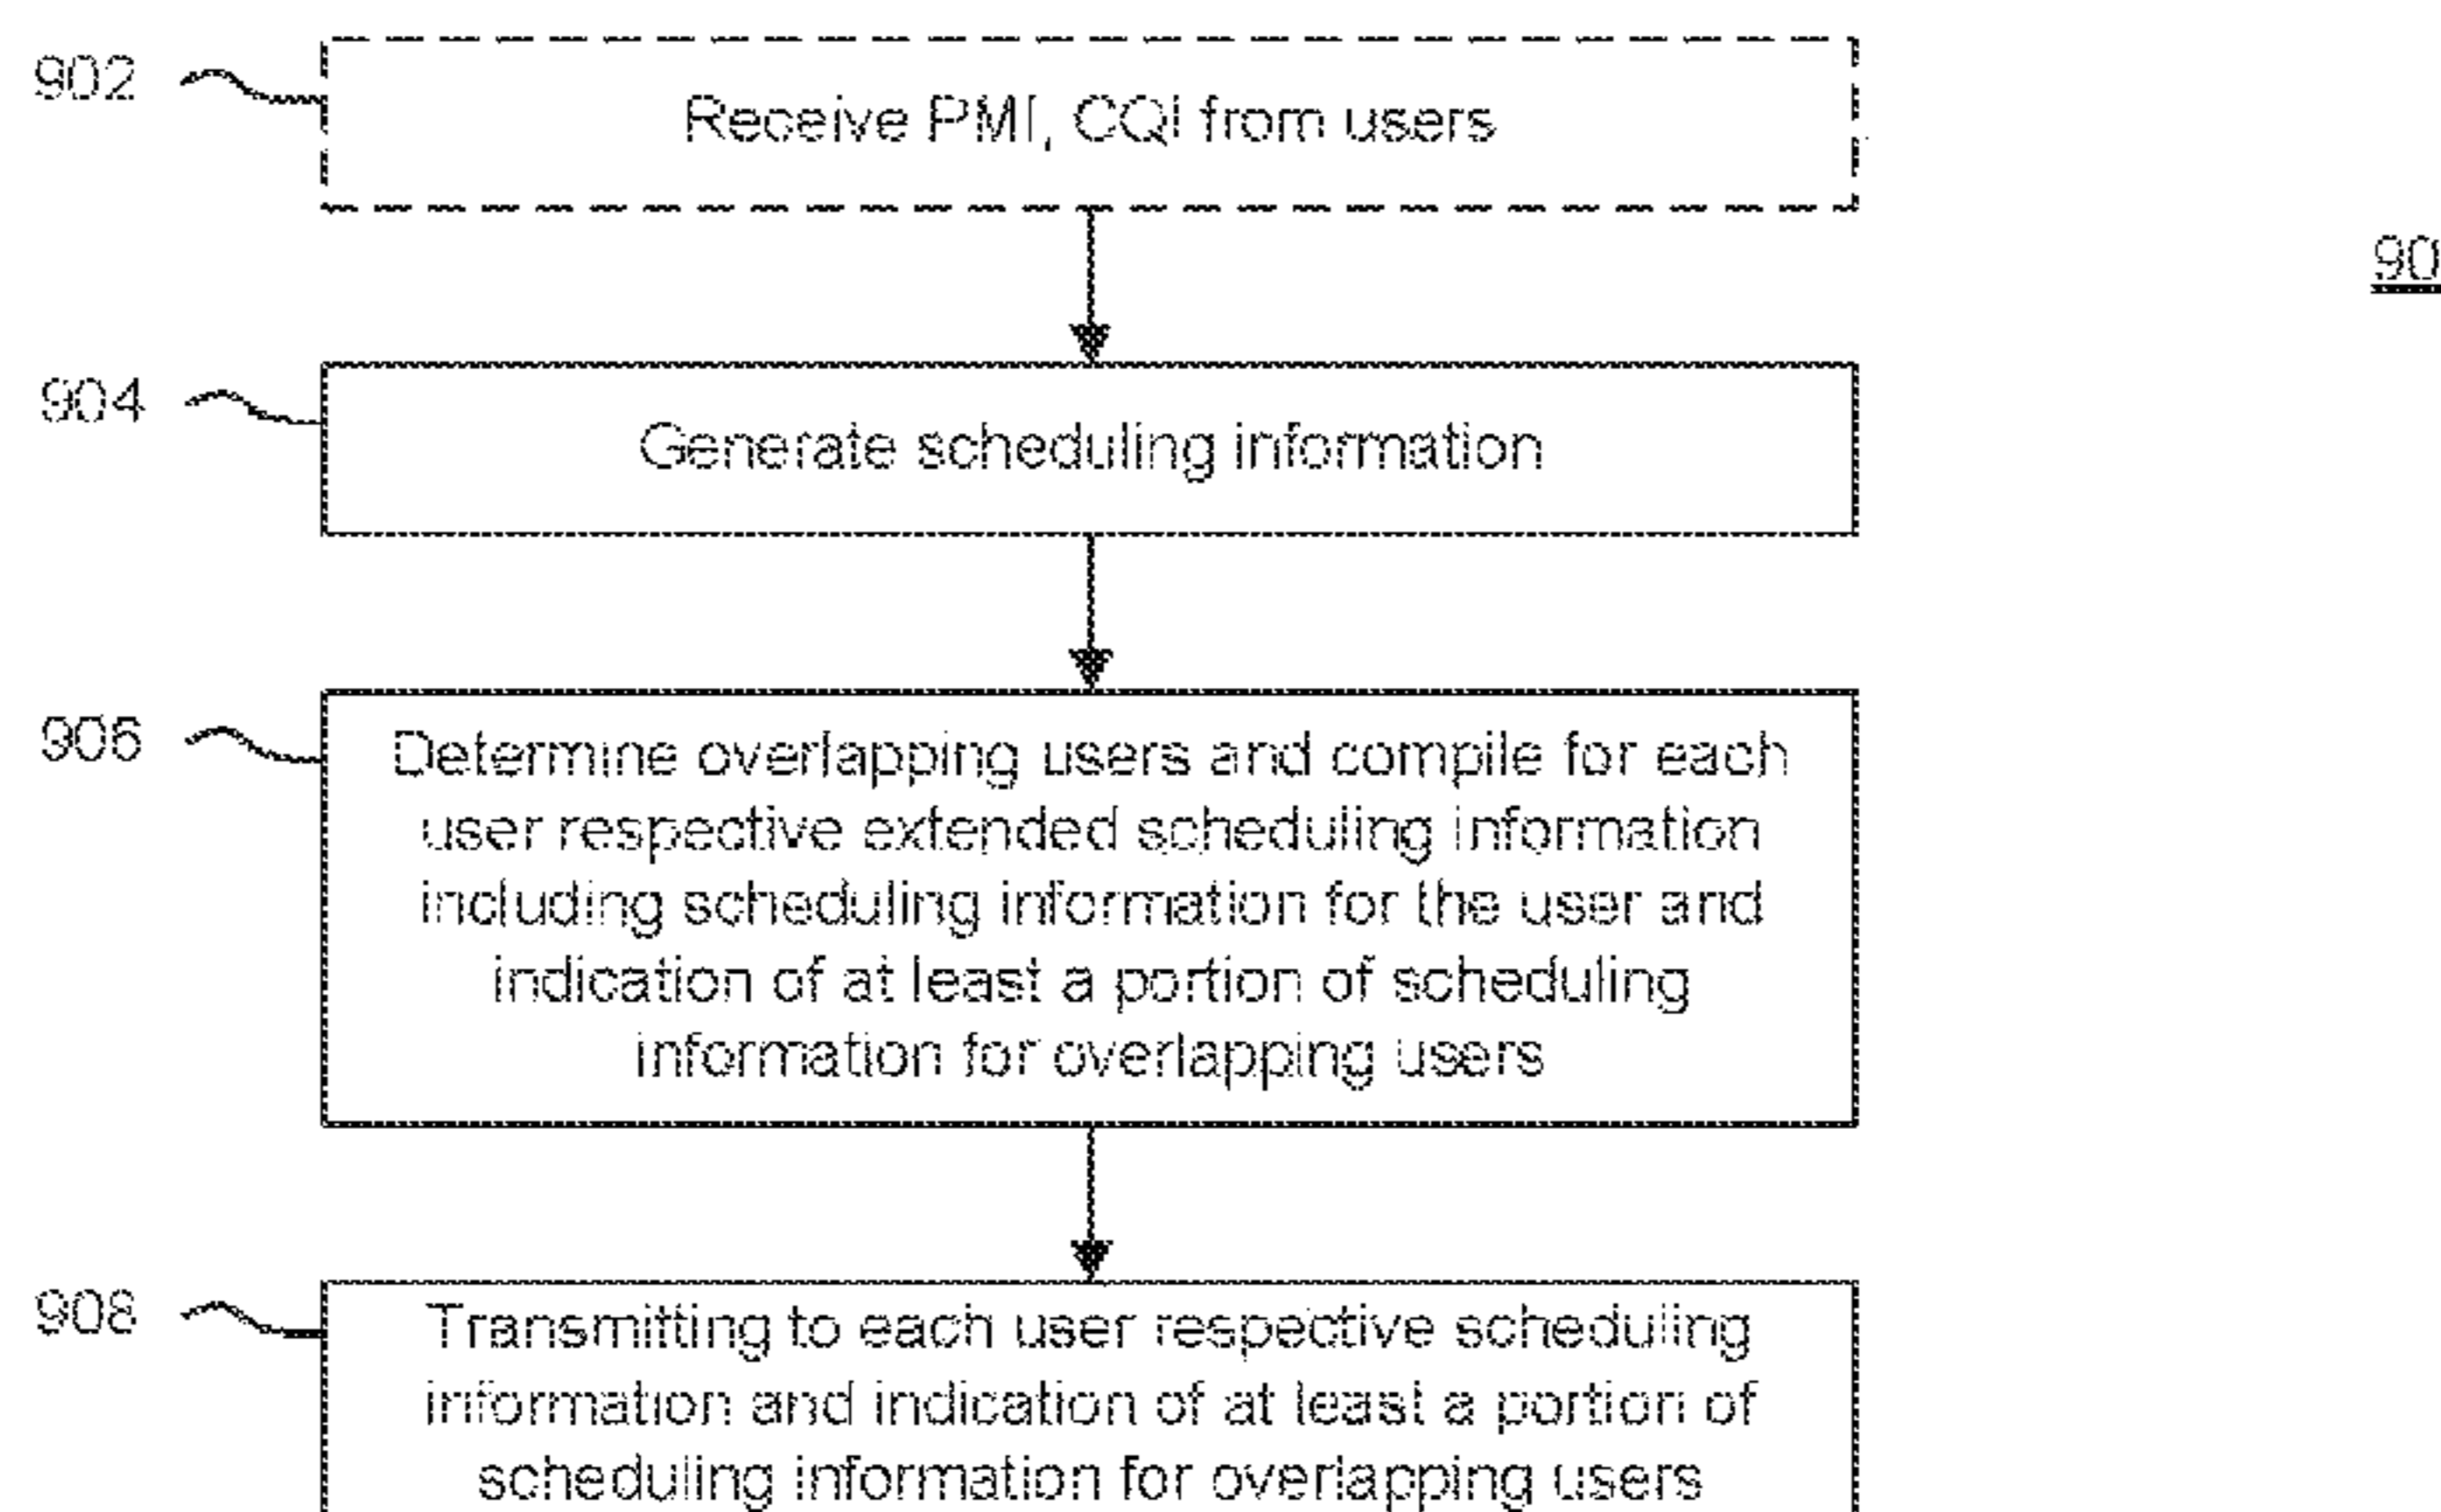 902
Receive PMI, CQI from users
90
904
Generate scheduling information
906
Determine overlapping users and compile for each
user respective extended scheduling information
including scheduling information for the user and
indication of at least a portion of scheduling
information for overlapping users
908
Transmitting to each user respective scheduling
information and indication of at least a portion of
scheduling information for overlapping users